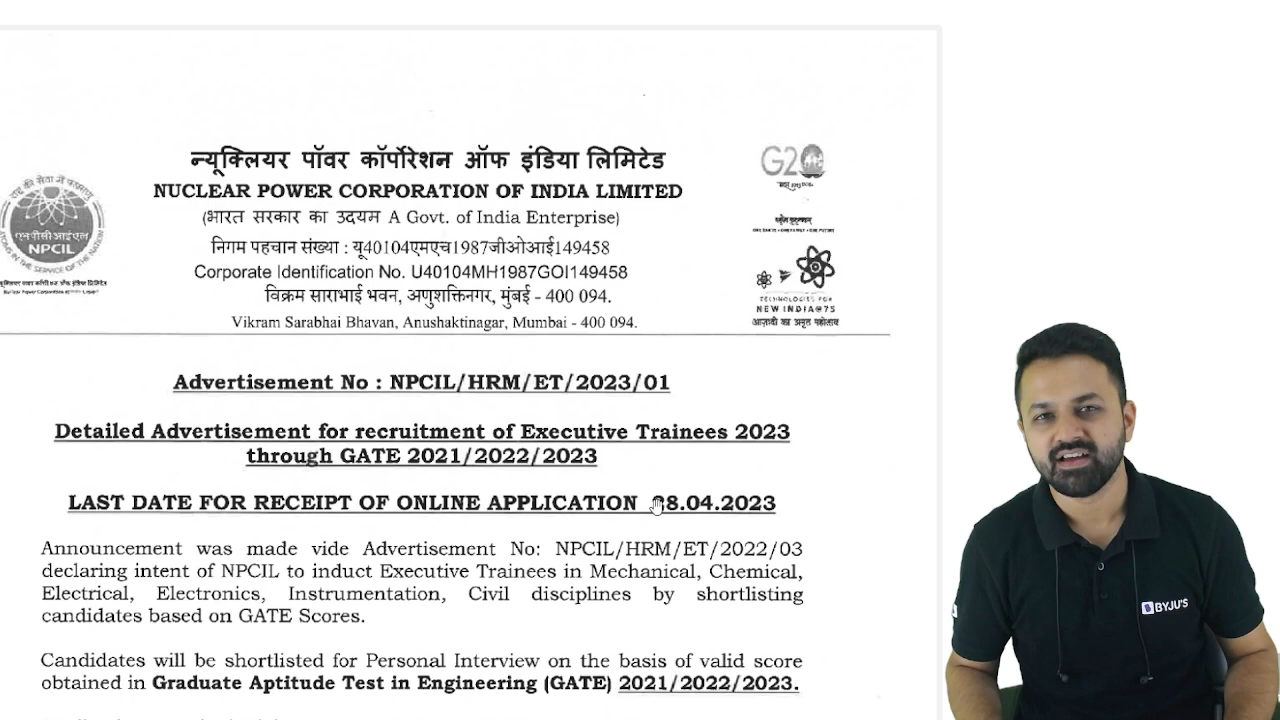 न्यूक्लियर पॉवर कॉर्पोरेशन ऑफ इंडिया लिमिटेड
NUCLEAR POWER CORPORATION OF INDIA LIMITED
(भारत सरकार का उदयम A Govt. of India Enterprise)
निगम पहचान संख्या : यू40104एमएच1987जीओआई149458
Corporate Identification No. U40104MH1987GOI149458
विक्रम साराभाई भवन, अणुशक्तिनगर, मुंबई - 400 094.
Vikram Sarabhai Bhavan, Anushaktinagar, Mumbai - 400 094.
एनपीसीआईएल
NPCIL
G20
TECHNOLOGIES FOR
NEW INDIA@75
आज़ादी का अमृत महोत्सव
Advertisement No : NPCIL/HRM/ET/2023/01
Detailed Advertisement for recruitment of Executive Trainees 2023
through GATE 2021/2022/2023
LAST DATE FOR RECEIPT OF ONLINE APPLICATION 8.04.2023
Announcement was made vide Advertisement No: NPCIL/HRM/ET/2022/03
declaring intent of NPCIL to induct Executive Trainees in Mechanical, Chemical,
Electrical, Electronics, Instrumentation, Civil disciplines by shortlisting
candidates based on GATE Scores.
Candidates will be shortlisted for Personal Interview on the basis of valid score
obtained in Graduate Aptitude Test in Engineering (GATE) 2021/2022/2023.
BYJU'S